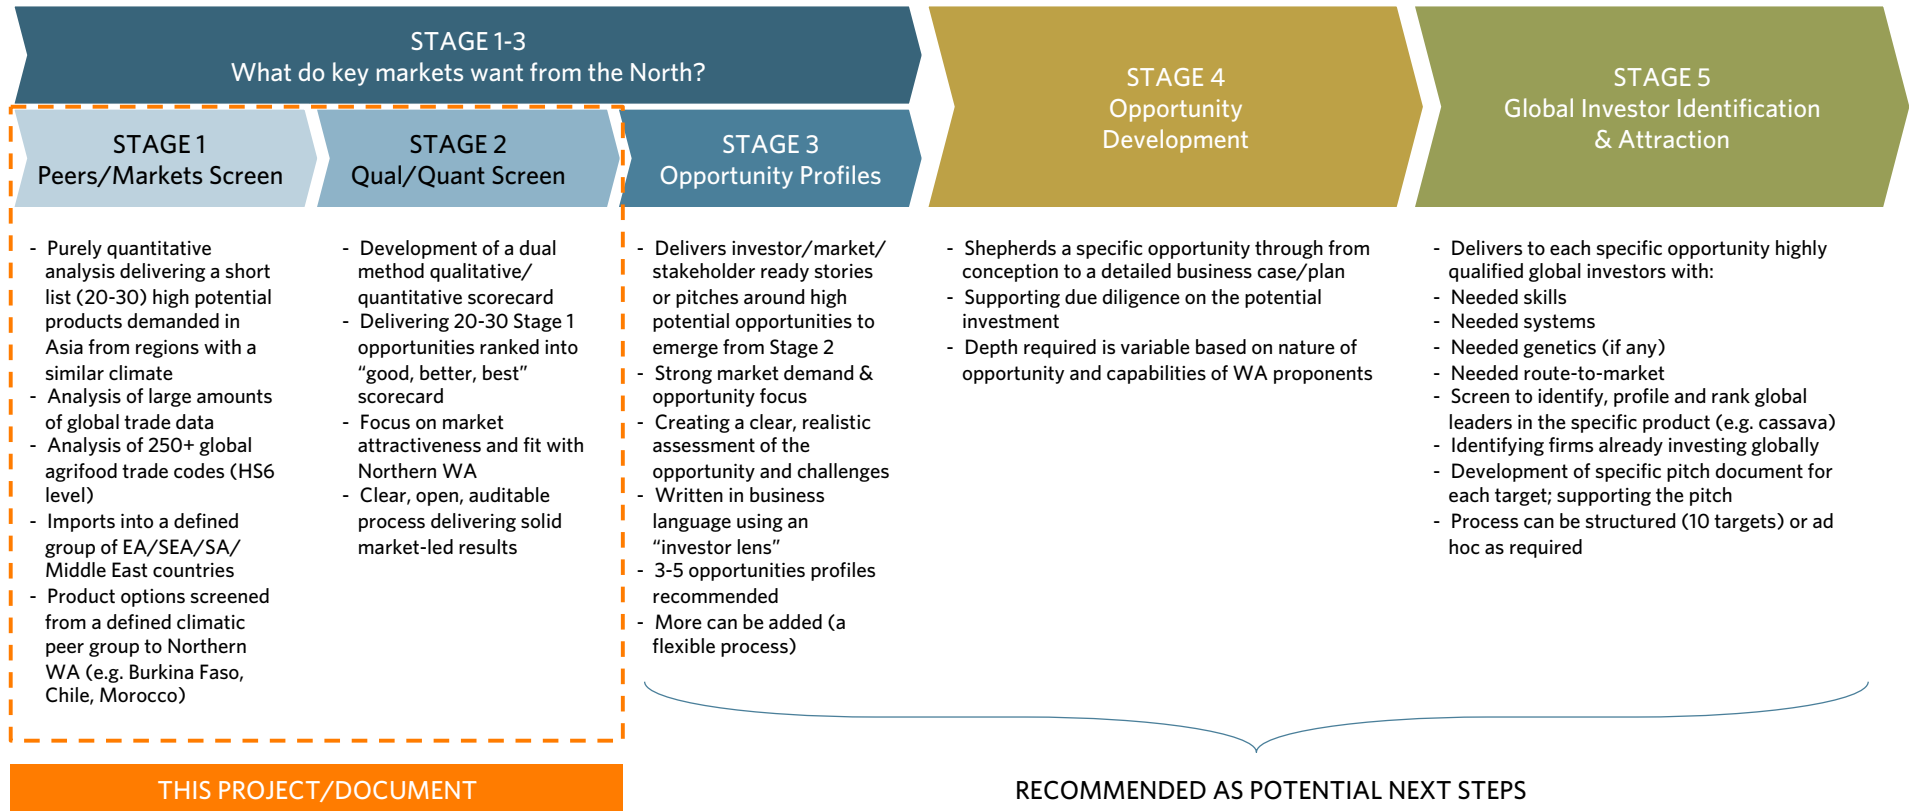 STAGE 1-3
What do key markets want from the North?
STAGE 1
Peers/Markets Screen
STAGE 2
Qual/Quant Screen
STAGE 3
Opportunity Profiles
STAGE 4
Opportunity
Development
STAGE 5
Global Investor Identification
& Attraction
- Purely quantitative
analysis delivering a short
list (20-30) high potential
products demanded in
Asia from regions with a
similar climate
- Analysis of large amounts
of global trade data
- Analysis of 250+ global
agrifood trade codes (HS6
level)
- Imports into a defined
group of EA/SEA/SA/
Middle East countries
- Product options screened
from a defined climatic
peer group to Northern
WA (e.g. Burkina Faso,
Chile, Morocco)
- Development of a dual
method qualitative/
quantitative scorecard
- Delivering 20-30 Stage 1
opportunities ranked into
“good, better, best”
scorecard
- Focus on market
attractiveness and fit with
Northern WA
- Clear, open, auditable
process delivering solid
market-led results
- Delivers investor/market/
stakeholder ready stories
or pitches around high
potential opportunities to
emerge from Stage 2
- Strong market demand &
opportunity focus
- Creating a clear, realistic
assessment of the
opportunity and challenges
- Written in business
language using an
“investor lens”
- 3-5 opportunities profiles
recommended
- More can be added (a
flexible process)
- Shepherds a specific opportunity through from
conception to a detailed business case/plan
- Supporting due diligence on the potential
investment
- Depth required is variable based on nature of
opportunity and capabilities of WA proponents
- Delivers to each specific opportunity highly
qualified global investors with:
- Needed skills
- Needed systems
- Needed genetics (if any)
- Needed route-to-market
- Screen to identify, profile and rank global
leaders in the specific product (e.g. cassava)
- Identifying firms already investing globally
- Development of specific pitch document for
each target; supporting the pitch
- Process can be structured (10 targets) or ad
hoc as required
THIS PROJECT/DOCUMENT
RECOMMENDED AS POTENTIAL NEXT STEPS